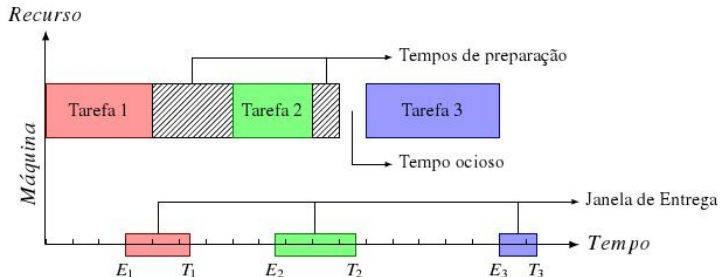 Recurso
Tempos de preparação
Tarefa 1
Tarefa 2
Tarefa 3
Máquina
Tempo ocioso
Janela de Entrega
Tempo
E₁ T₁ E₂ T₂ E₃ T₃